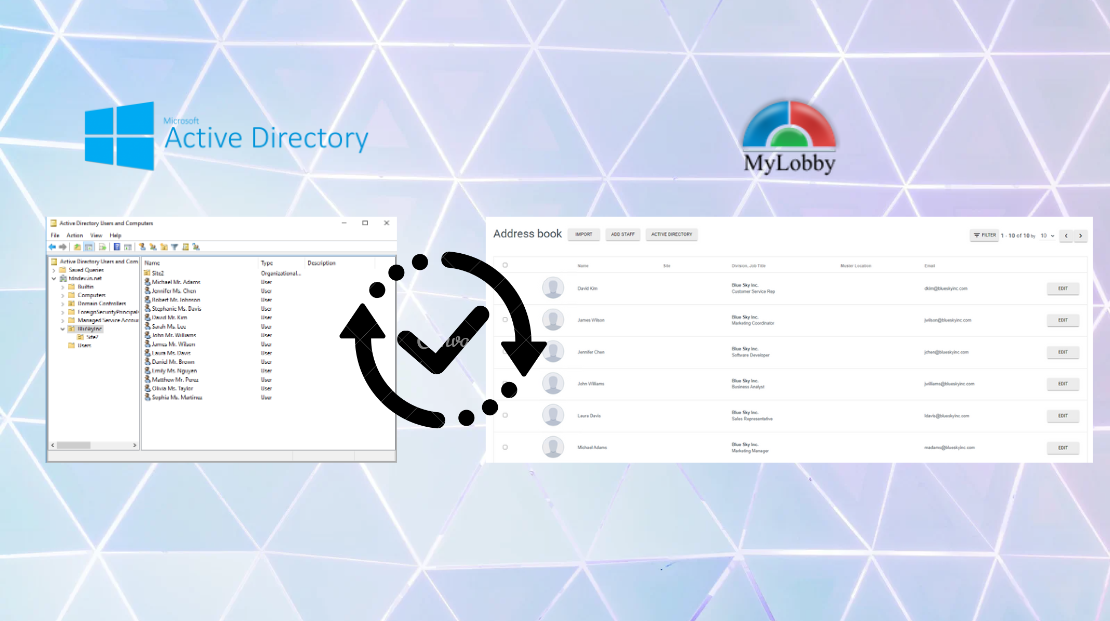 Microsoft
Active Directory
MyLobby
Active Directory Users and Computers
File Action View Help
Active Directory Users and Com
Saved Queries
Builtin
Computers
Domain Controllers
ForeignSecurityPrincipals
Managed Service Accou
BlueSkyInc
Site2
Users
Name Type Description
Site2 Organizational...
Michael Mr. Adams User
Jennifer Ms. Chen User
Robert Mr. Johnson User
Stephanie Ms. Davis User
David Mr. Kim User
Sarah Ms. Lee User
John Mr. Williams User
James Mr. Wilson User
Laura Ms. Davis User
Daniel Mr. Brown User
Emily Ms. Nguyen User
Matthew Mr. Perez User
Olivia Ms. Taylor User
Sophia Ms. Martinez User
Address book IMPORT ADD STAFF ACTIVE DIRECTORY FILTER 1 - 10 of 10 by 10
Name Site Division, Job Title Muster Location Email
David Kim Blue Sky Inc. dkim@blueskyinc.com EDIT
Customer Service Rep
James Wilson Blue Sky Inc. jwilson@blueskyinc.com EDIT
Marketing Coordinator
Jennifer Chen Blue Sky Inc. jchen@blueskyinc.com EDIT
Software Developer
John Williams Blue Sky Inc. jwilliams@blueskyinc.com EDIT
Business Analyst
Laura Davis Blue Sky Inc. ldavis@blueskyinc.com EDIT
Sales Representative
Michael Adams Blue Sky Inc. madams@blueskyinc.com EDIT
Marketing Manager